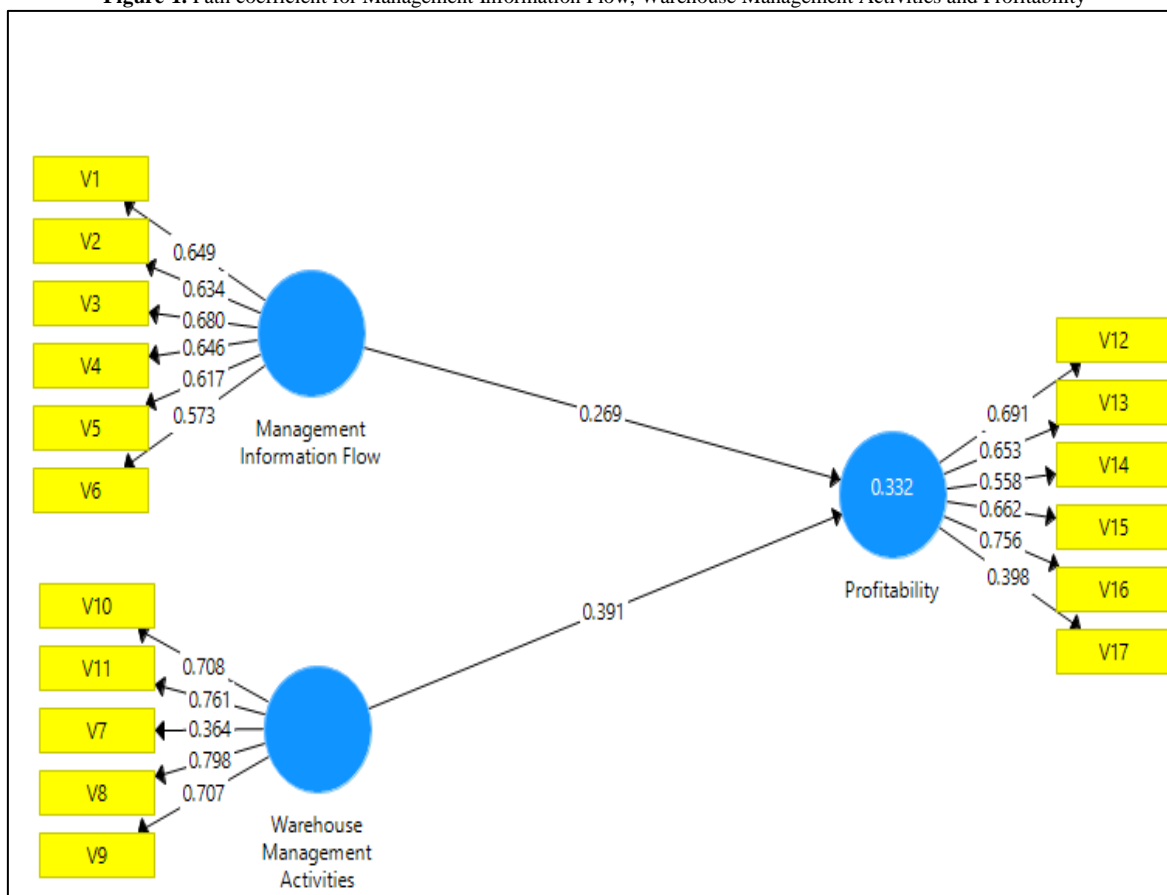 Figure 1. Path coefficient for Management Information Flow, Warehouse Management Activities and Profitability
V1
V2
V3
V4
V5
V6
0.649
0.634
0.680
0.646
0.617
0.573
Management
Information Flow
0.269
V10
V11
V7
V8
V9
0.708
0.761
0.364
0.798
0.707
Warehouse
Management
Activities
0.391
0.332
Profitability
0.691
0.653
0.558
0.662
0.756
0.398
V12
V13
V14
V15
V16
V17